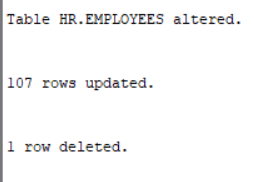 Table HR.EMPLOYEES altered.
107 rows updated.
1 row deleted.